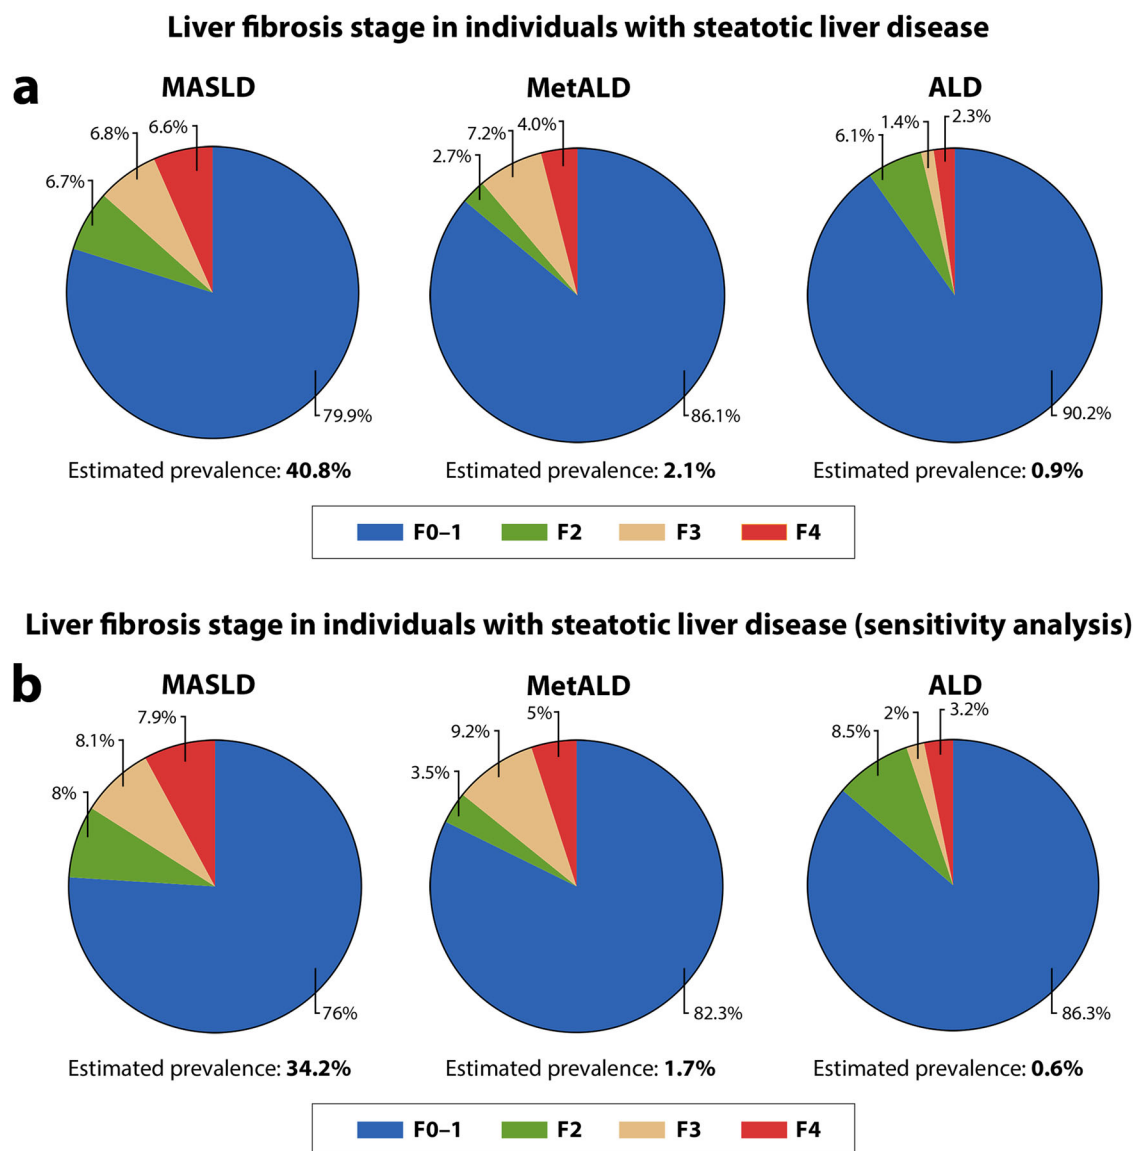 Liver fibrosis stage in individuals with steatotic liver disease
a
MASLD
MetALD
ALD
6.7%
6.8%
6.6%
79.9%
2.7%
7.2%
4.0%
86.1%
6.1%
1.4%
2.3%
90.2%
Estimated prevalence: 40.8%
Estimated prevalence: 2.1%
Estimated prevalence: 0.9%
F0–1
F2
F3
F4
Liver fibrosis stage in individuals with steatotic liver disease (sensitivity analysis)
b
MASLD
MetALD
ALD
8%
8.1%
7.9%
76%
3.5%
9.2%
5%
82.3%
8.5%
2%
3.2%
86.3%
Estimated prevalence: 34.2%
Estimated prevalence: 1.7%
Estimated prevalence: 0.6%
F0–1
F2
F3
F4